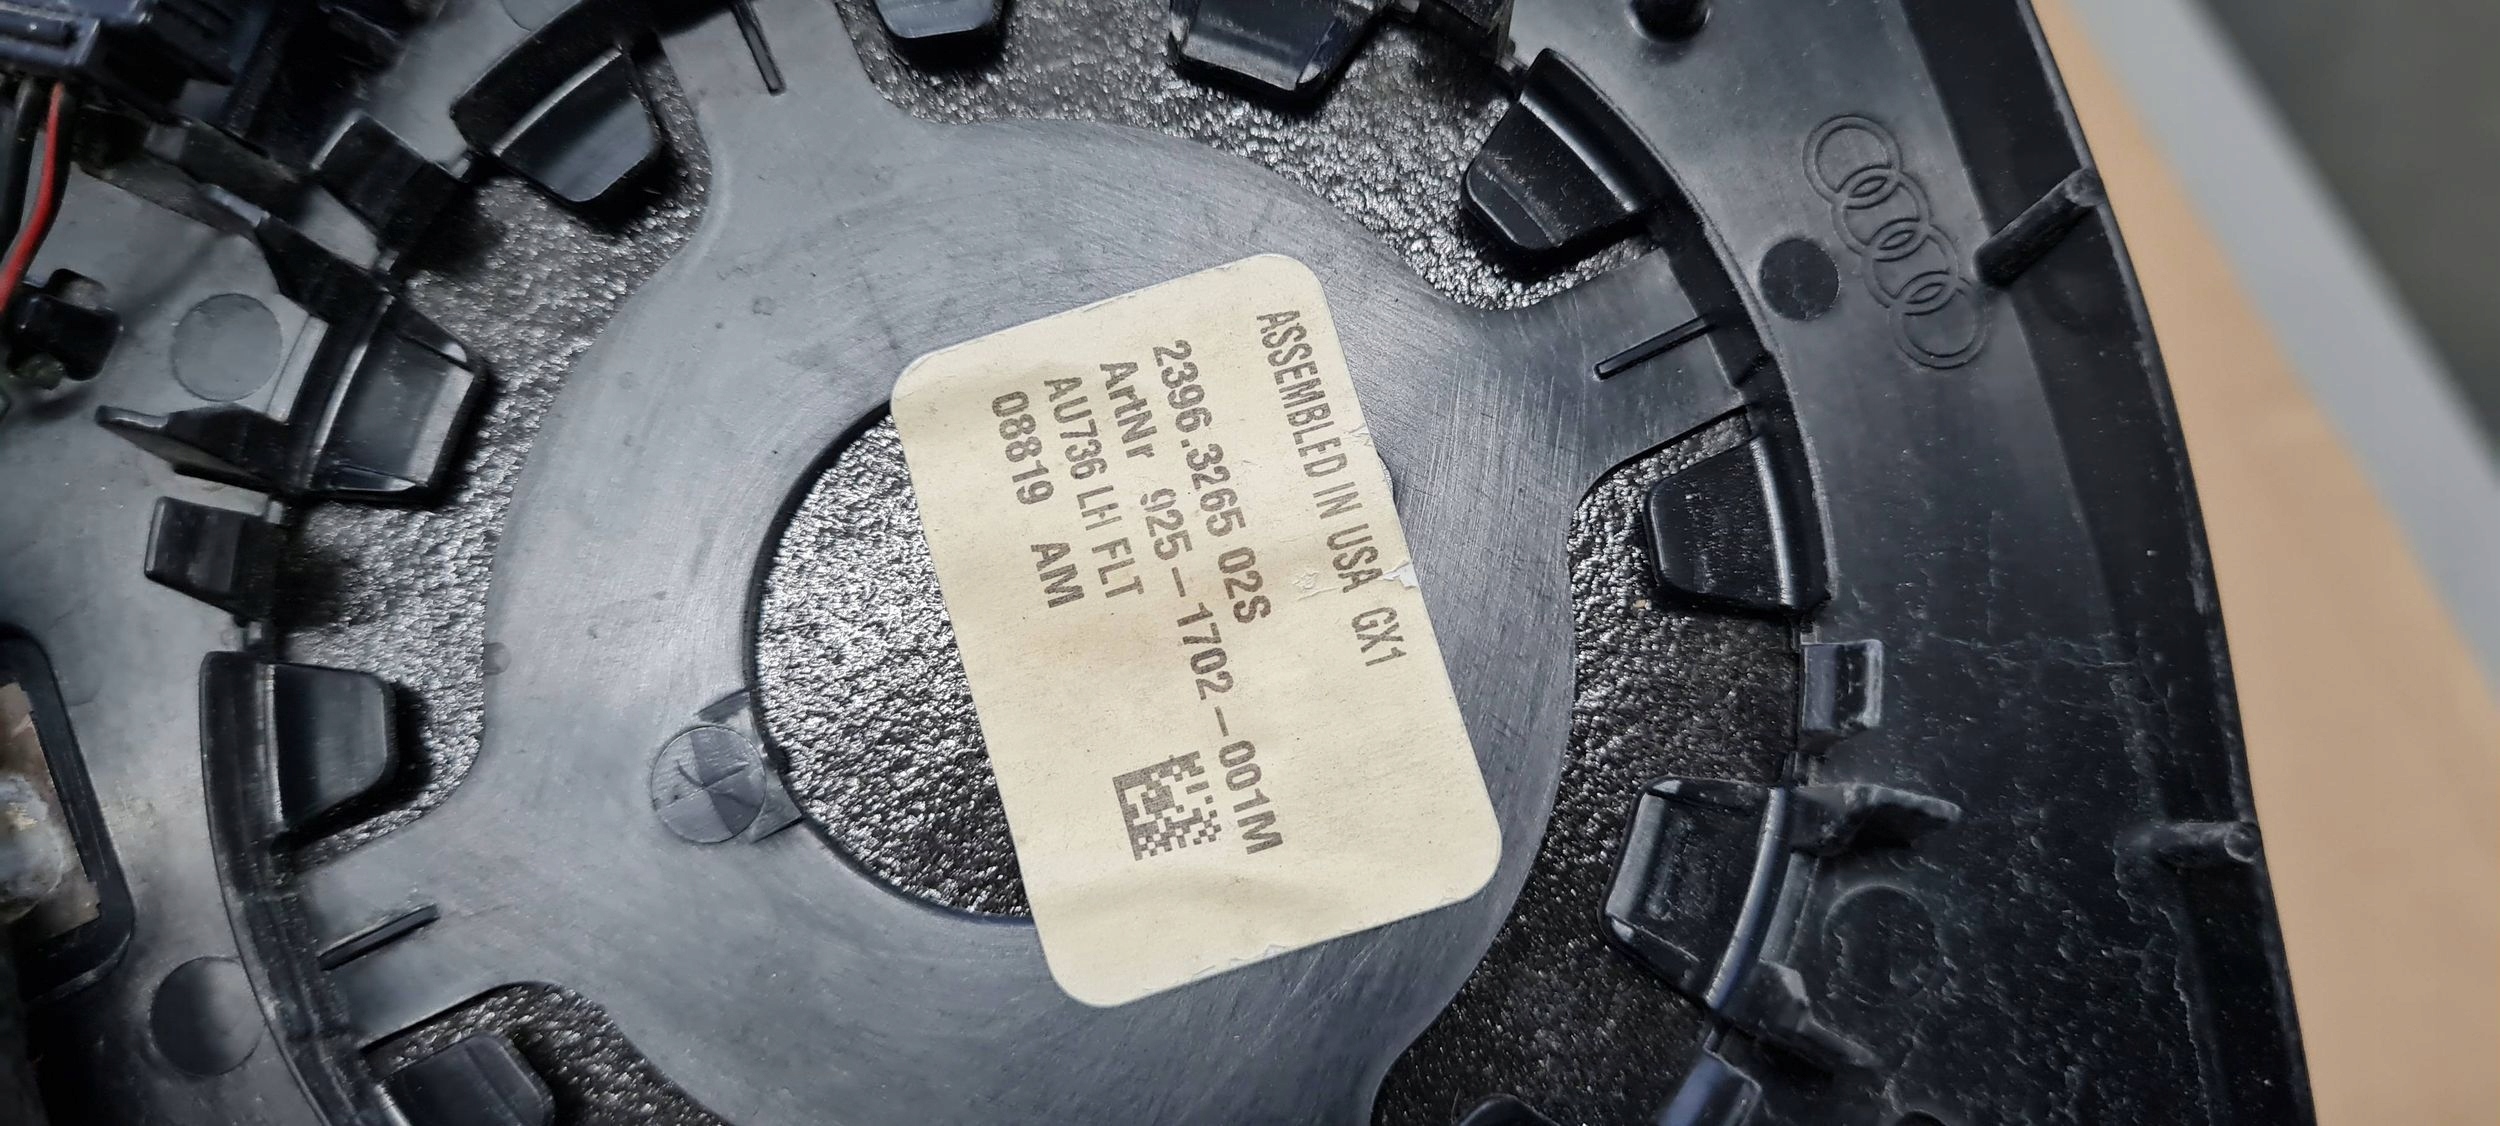 ASSEMBLED IN USA GX1
2396.3265 02S
ArtNr 925-1702-001M
AU736 LH FLT
08819 AM